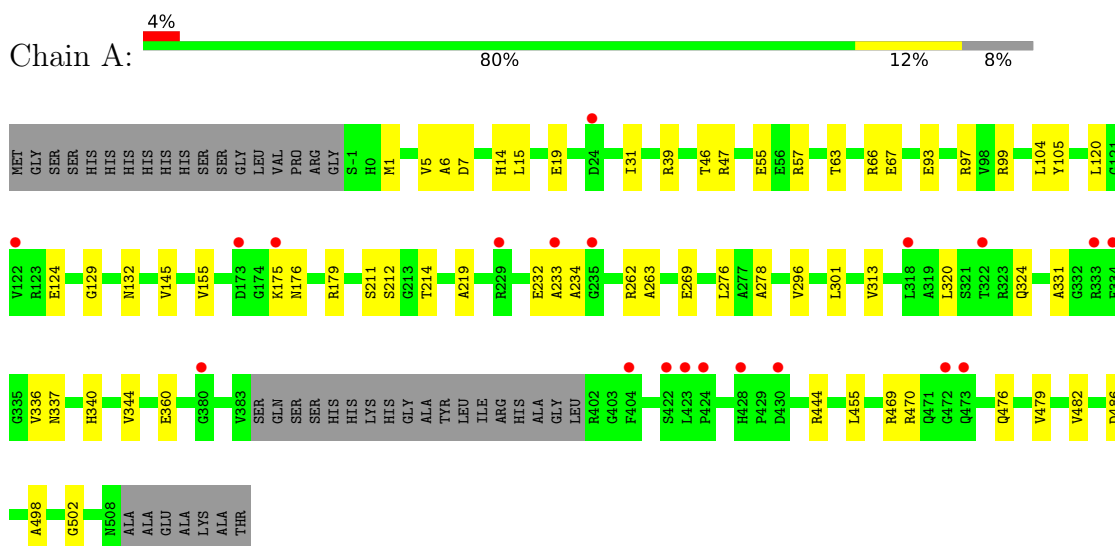 4%
Chain A:
80% 12% 8%
MET GLY SER SER HIS HIS HIS HIS HIS HIS SER SER GLY LEU VAL PRO ARG GLY S-1 H0 M1 V5 A6 D7 H14 L15 E19 D24 I31 R39 T46 R47 E55 E56 R57 T63 R66 E67 E93 R97 V98 R99 L104 Y105 L120 G121
V122 R123 E124 G129 N132 V145 V155 D173 G174 K175 N176 R179 S211 S212 G213 T214 A219 R229 E232 A233 A234 G235 R262 A263 E269 L276 A277 A278 V296 L301 V313 L318 A319 L320 S321 T322 R323 Q324 A331 G332 R333 E334
G335 V336 N337 H340 V344 E360 G380 V383 SER GLN SER SER HIS HIS LYS HIS GLY ALA TYR LEU ILE ARG HIS ALA GLY LEU R402 G403 F404 S422 L423 P424 H428 P429 D430 R444 L455 R469 R470 Q471 G472 Q473 Q476 V479 V482
A498 G502 N508 ALA ALA GLU ALA LYS ALA THR